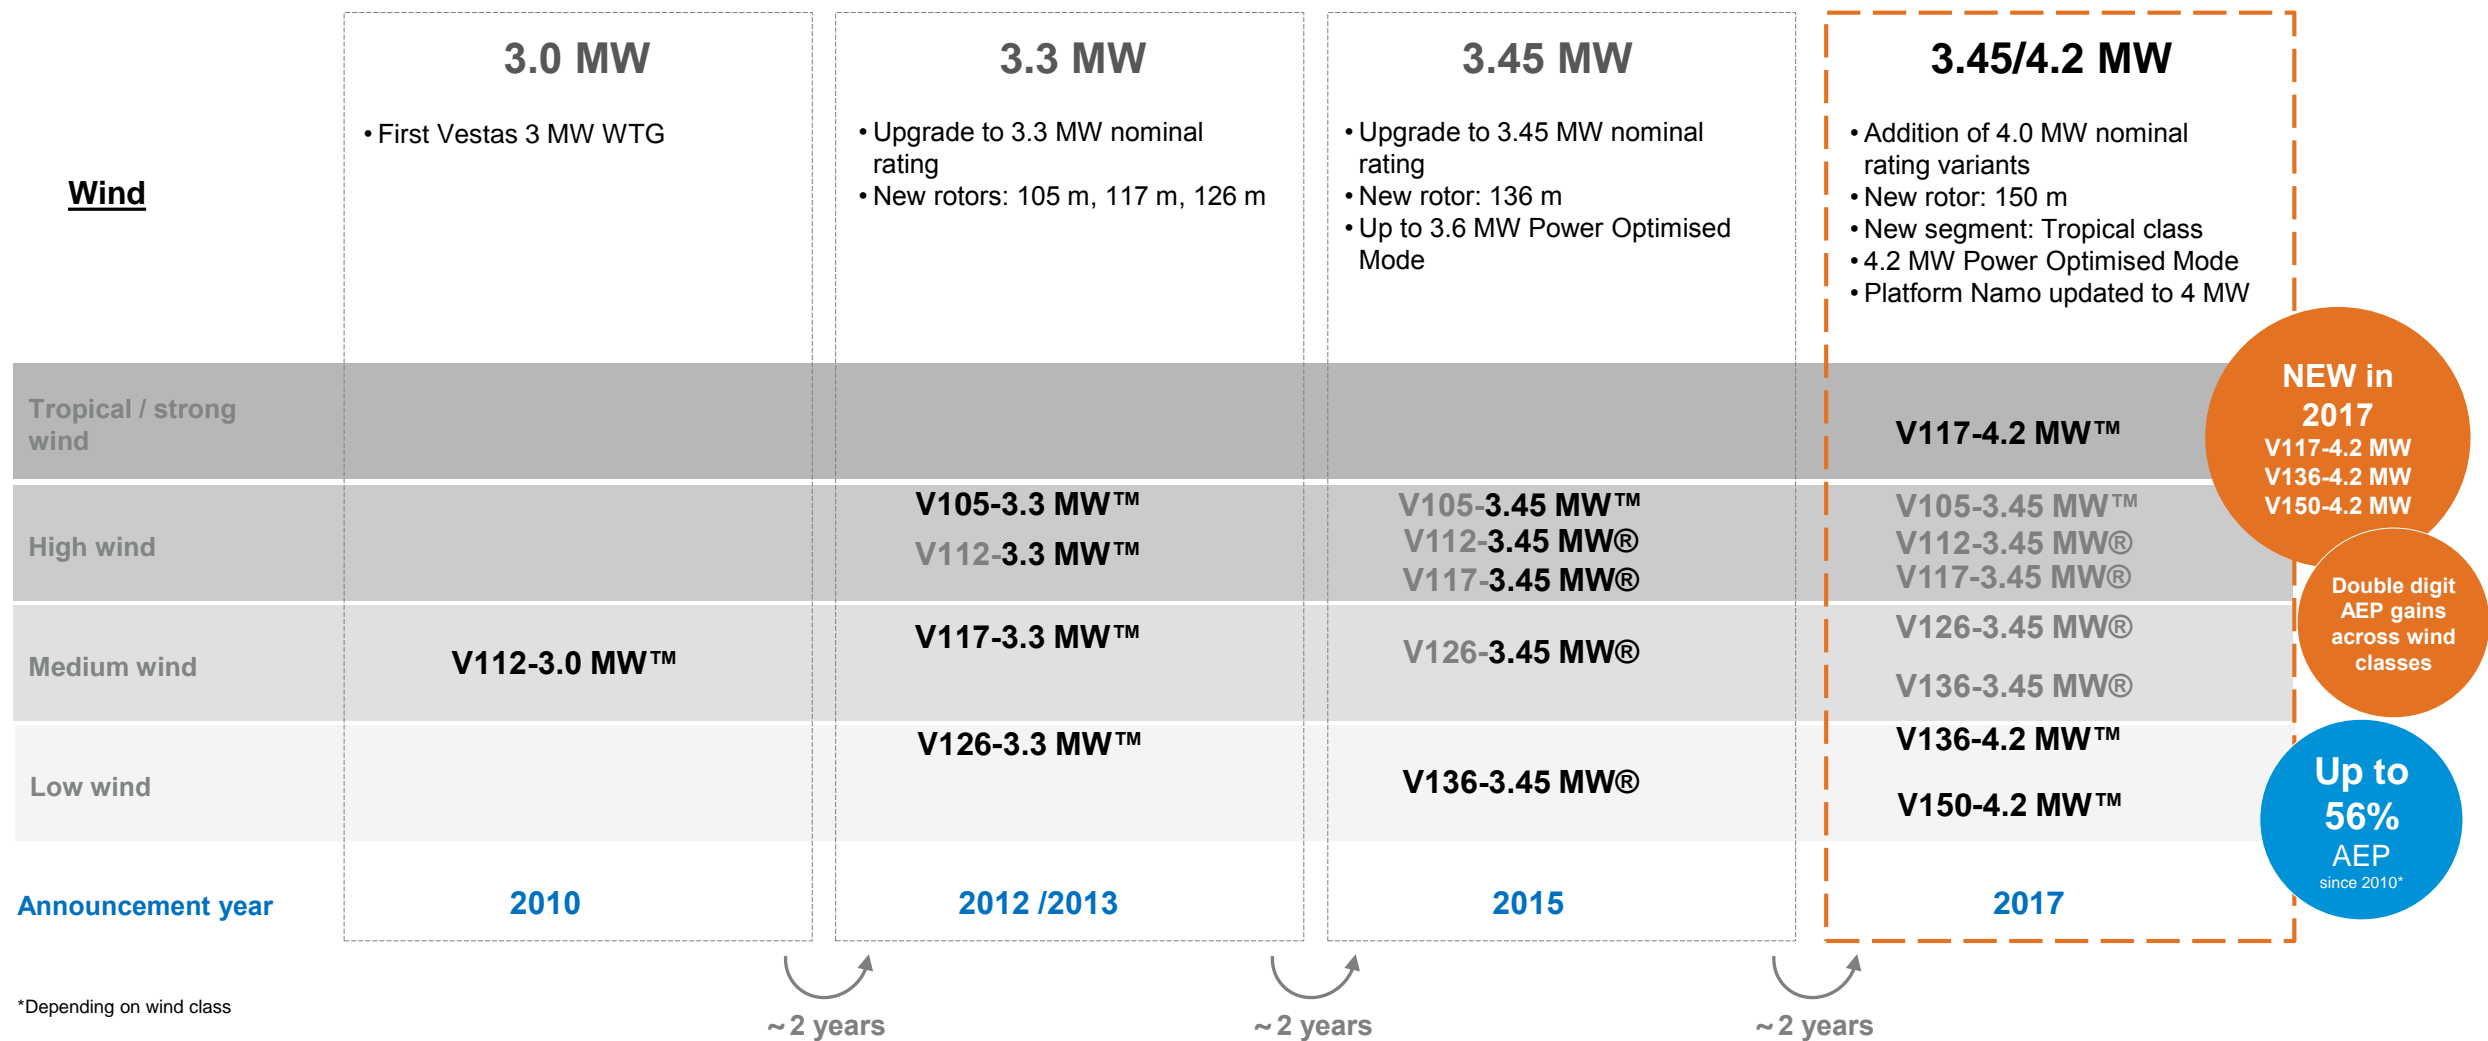 3.0 MW
• First Vestas 3 MW WTG
3.3 MW
• Upgrade to 3.3 MW nominal
rating
• New rotors: 105 m, 117 m, 126 m
3.45 MW
• Upgrade to 3.45 MW nominal
rating
• New rotor: 136 m
• Up to 3.6 MW Power Optimised
Mode
3.45/4.2 MW
• Addition of 4.0 MW nominal
rating variants
• New rotor: 150 m
• New segment: Tropical class
• 4.2 MW Power Optimised Mode
• Platform Namo updated to 4 MW
Wind
Tropical / strong
wind
V117-4.2 MW™
High wind
V105-3.3 MW™
V112-3.3 MW™
V105-3.45 MW™
V112-3.45 MW®
V117-3.45 MW®
V105-3.45 MW™
V112-3.45 MW®
V117-3.45 MW®
Medium wind
V112-3.0 MW™
V117-3.3 MW™
V126-3.45 MW®
V126-3.45 MW®
V136-3.45 MW®
Low wind
V126-3.3 MW™
V136-3.45 MW®
V136-4.2 MW™
V150-4.2 MW™
NEW in
2017
V117-4.2 MW
V136-4.2 MW
V150-4.2 MW
Double digit
AEP gains
across wind
classes
Up to
56%
AEP
since 2010*
Announcement year
2010
2012 /2013
2015
2017
~ 2 years
~ 2 years
~ 2 years
*Depending on wind class